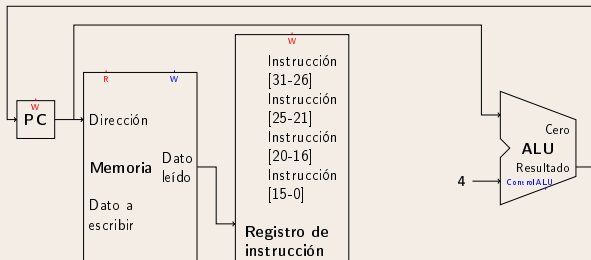 W
PC
R
W
Dirección
Memoria
Dato
leído
Dato a
escribir
W
Instrucción
[31-26]
Instrucción
[25-21]
Instrucción
[20-16]
Instrucción
[15-0]
Registro de
instrucción
4
Cero
ALU
Resultado
ControlALU